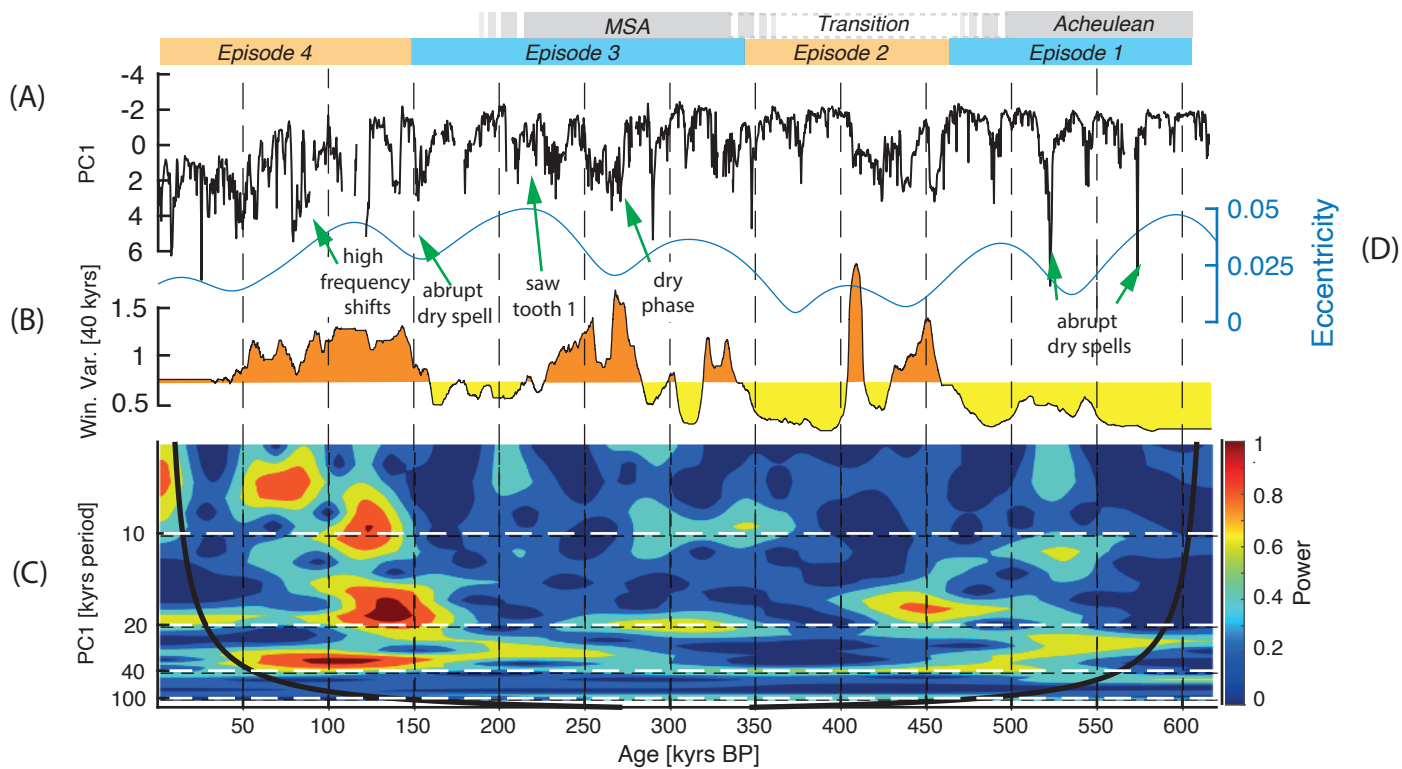 MSA Transition Acheulean
Episode 4 Episode 3 Episode 2 Episode 1
(A)
PC1
-4
-2
0
2
4
6
high
frequency
shifts
abrupt
dry spell
saw
tooth 1
dry
phase
abrupt
dry spells
0.05
0.025
0
Eccentricity
(D)
(B)
Win. Var. [40 kyrs]
1.5
1
0.5
(C)
PC1 [kyrs period]
10
20
40
100
1
0.8
0.6
0.4
0.2
0
Power
50 100 150 200 250 300 350 400 450 500 550 600
Age [kyrs BP]